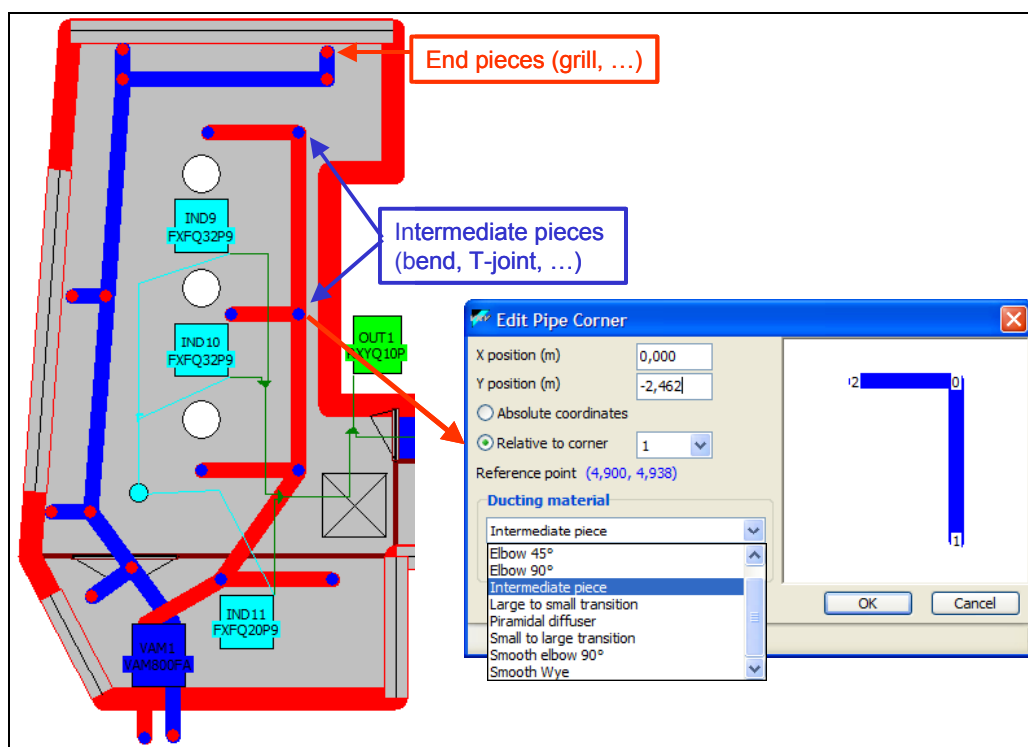 End pieces (grill, …)
Intermediate pieces
(bend, T-joint, …)
IND9
FXFQ32P9
IND10
FXFQ32P9
OUT1
RXYQ10P
IND11
FXFQ20P9
VAM1
VAM800FA
Edit Pipe Corner
X position (m) 0,000
Y position (m) -2,462
Absolute coordinates
Relative to corner 1
Reference point (4,900, 4,938)
Ducting material
Intermediate piece
Elbow 45°
Elbow 90°
Intermediate piece
Large to small transition
Piramidal diffuser
Small to large transition
Smooth elbow 90°
Smooth Wye
2 0
1
OK Cancel